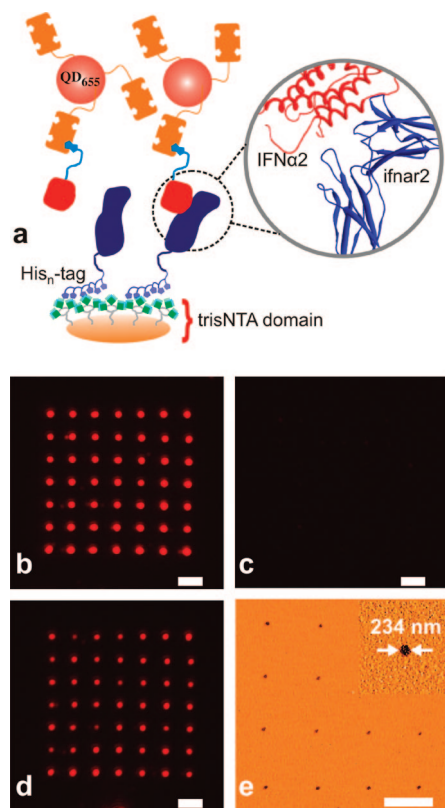 QD655
IFNα2
ifnar2
a
Hisn-tag
trisNTA domain
b
c
234 nm
d
e